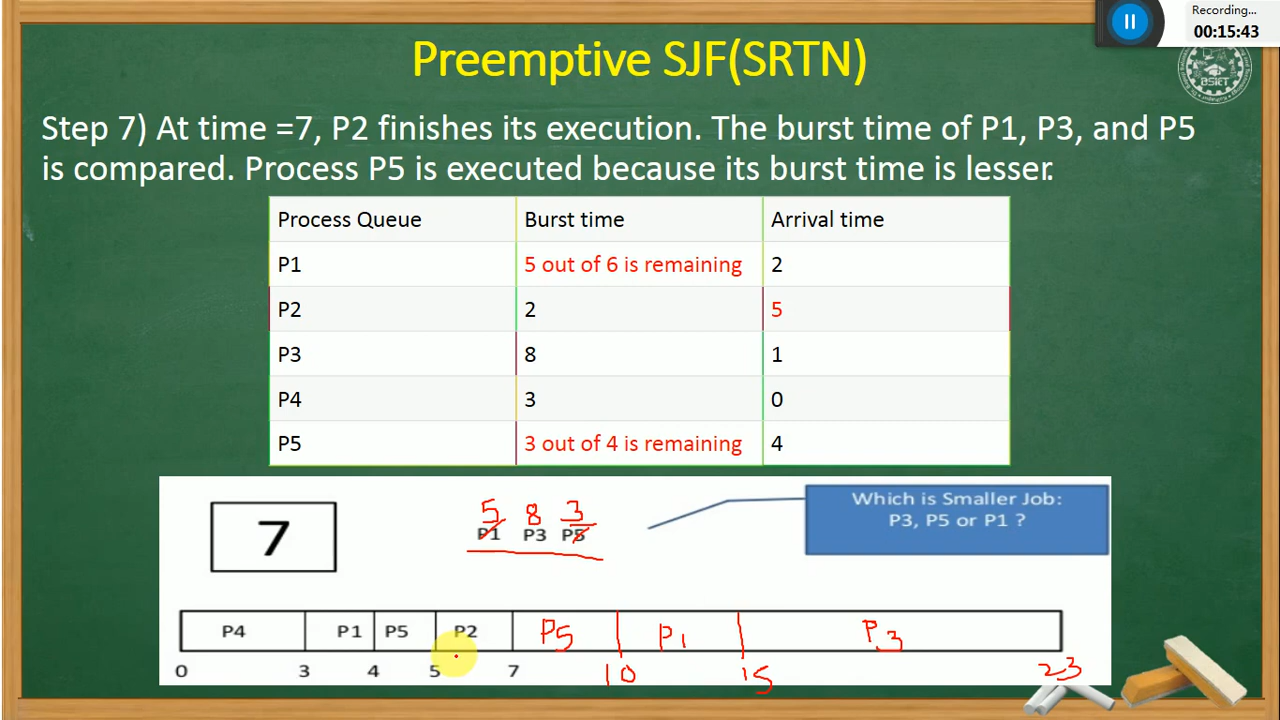 Recording...
00:15:43
Preemptive SJF(SRTN)
BSIET
Step 7) At time =7, P2 finishes its execution. The burst time of P1, P3, and P5
is compared. Process P5 is executed because its burst time is lesser.
Process Queue Burst time Arrival time
P1 5 out of 6 is remaining 2
P2 2 5
P3 8 1
P4 3 0
P5 3 out of 4 is remaining 4
7
5 8 3
P1 P3 P5
Which is Smaller Job:
P3, P5 or P1 ?
P4 P1 P5 P2 P5 P1 P3
0 3 4 5 7 10 15 23